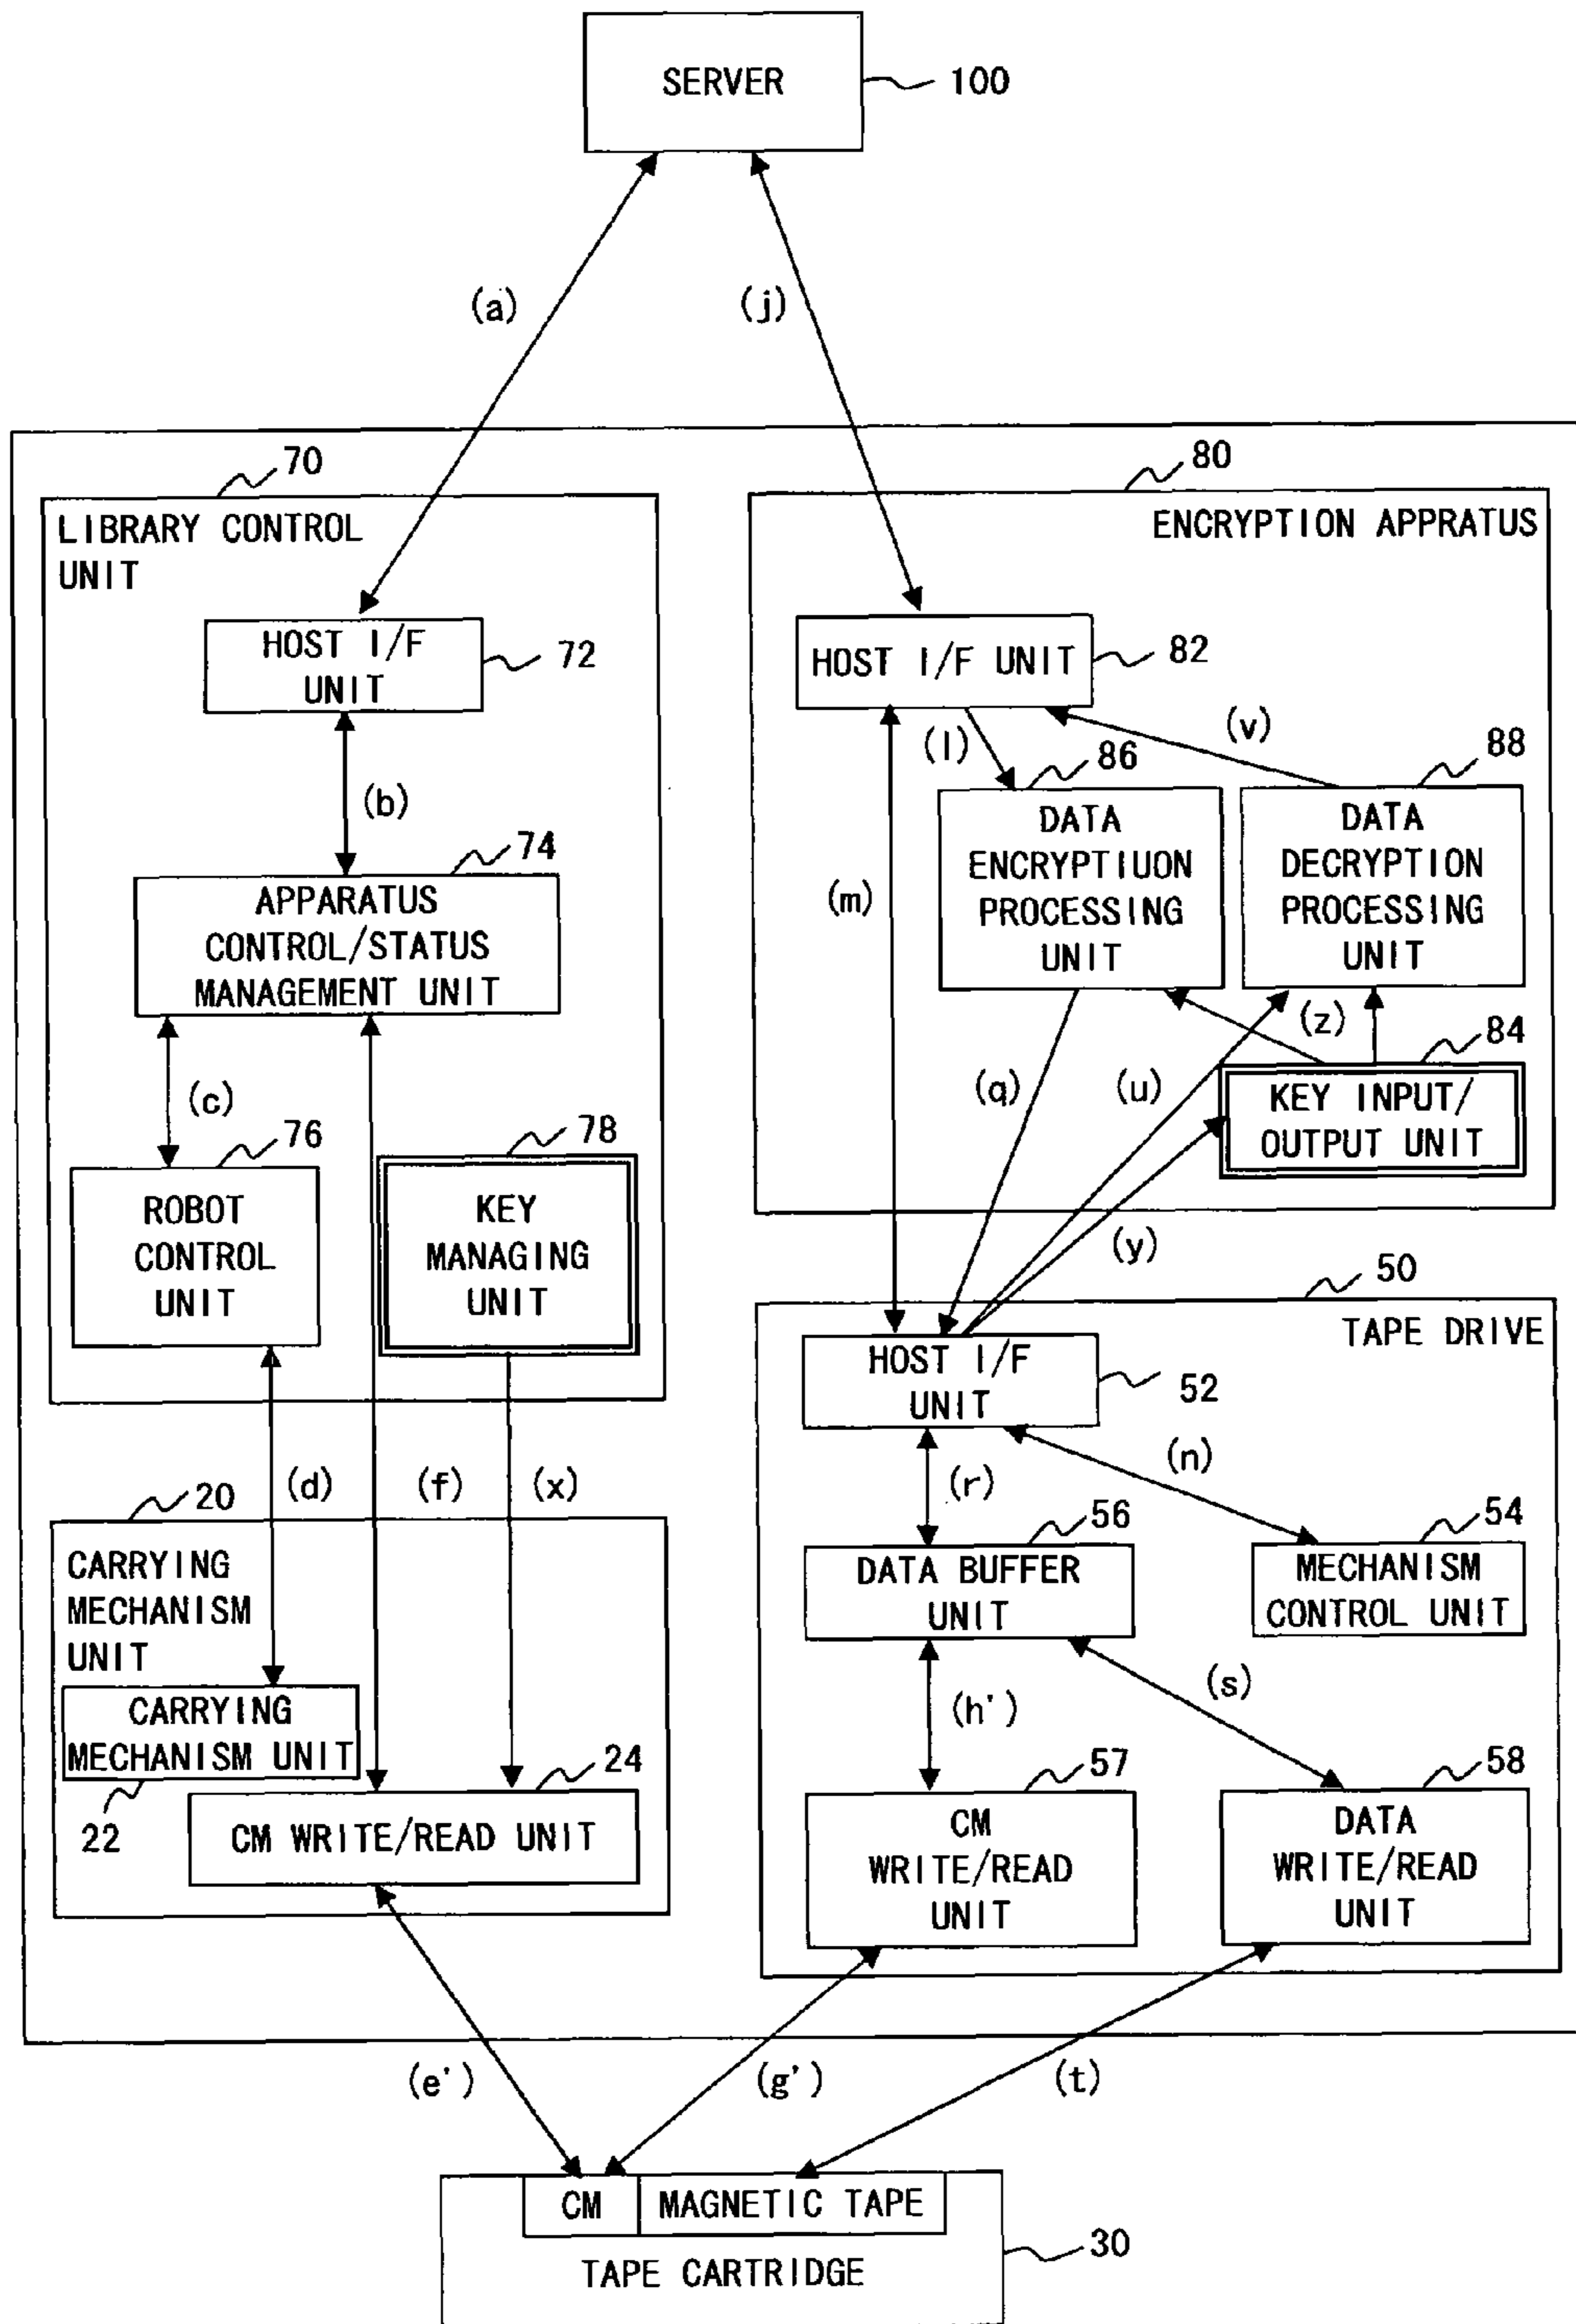 SERVER
100
(a)
(j)
70
80
LIBRARY CONTROL
UNIT
ENCRYPTION APPRATUS
HOST I/F
UNIT
72
HOST I/F UNIT
82
(b)
(l)
(v)
86
88
(m)
DATA
ENCRYPTIUON
PROCESSING
UNIT
DATA
DECRYPTION
PROCESSING
UNIT
74
APPARATUS
CONTROL/STATUS
MANAGEMENT UNIT
(c)
(q)
(u)
(z)
84
KEY INPUT/
OUTPUT UNIT
76
78
ROBOT
CONTROL
UNIT
KEY
MANAGING
UNIT
(y)
50
TAPE DRIVE
HOST I/F
UNIT
52
(d)
(f)
(x)
(r)
(n)
20
56
54
CARRYING
MECHANISM
UNIT
DATA BUFFER
UNIT
MECHANISM
CONTROL UNIT
CARRYING
MECHANISM UNIT
22
24
CM WRITE/READ UNIT
(h')
(s)
57
58
CM
WRITE/READ
UNIT
DATA
WRITE/READ
UNIT
(e')
(g')
(t)
CM
MAGNETIC TAPE
TAPE CARTRIDGE
30